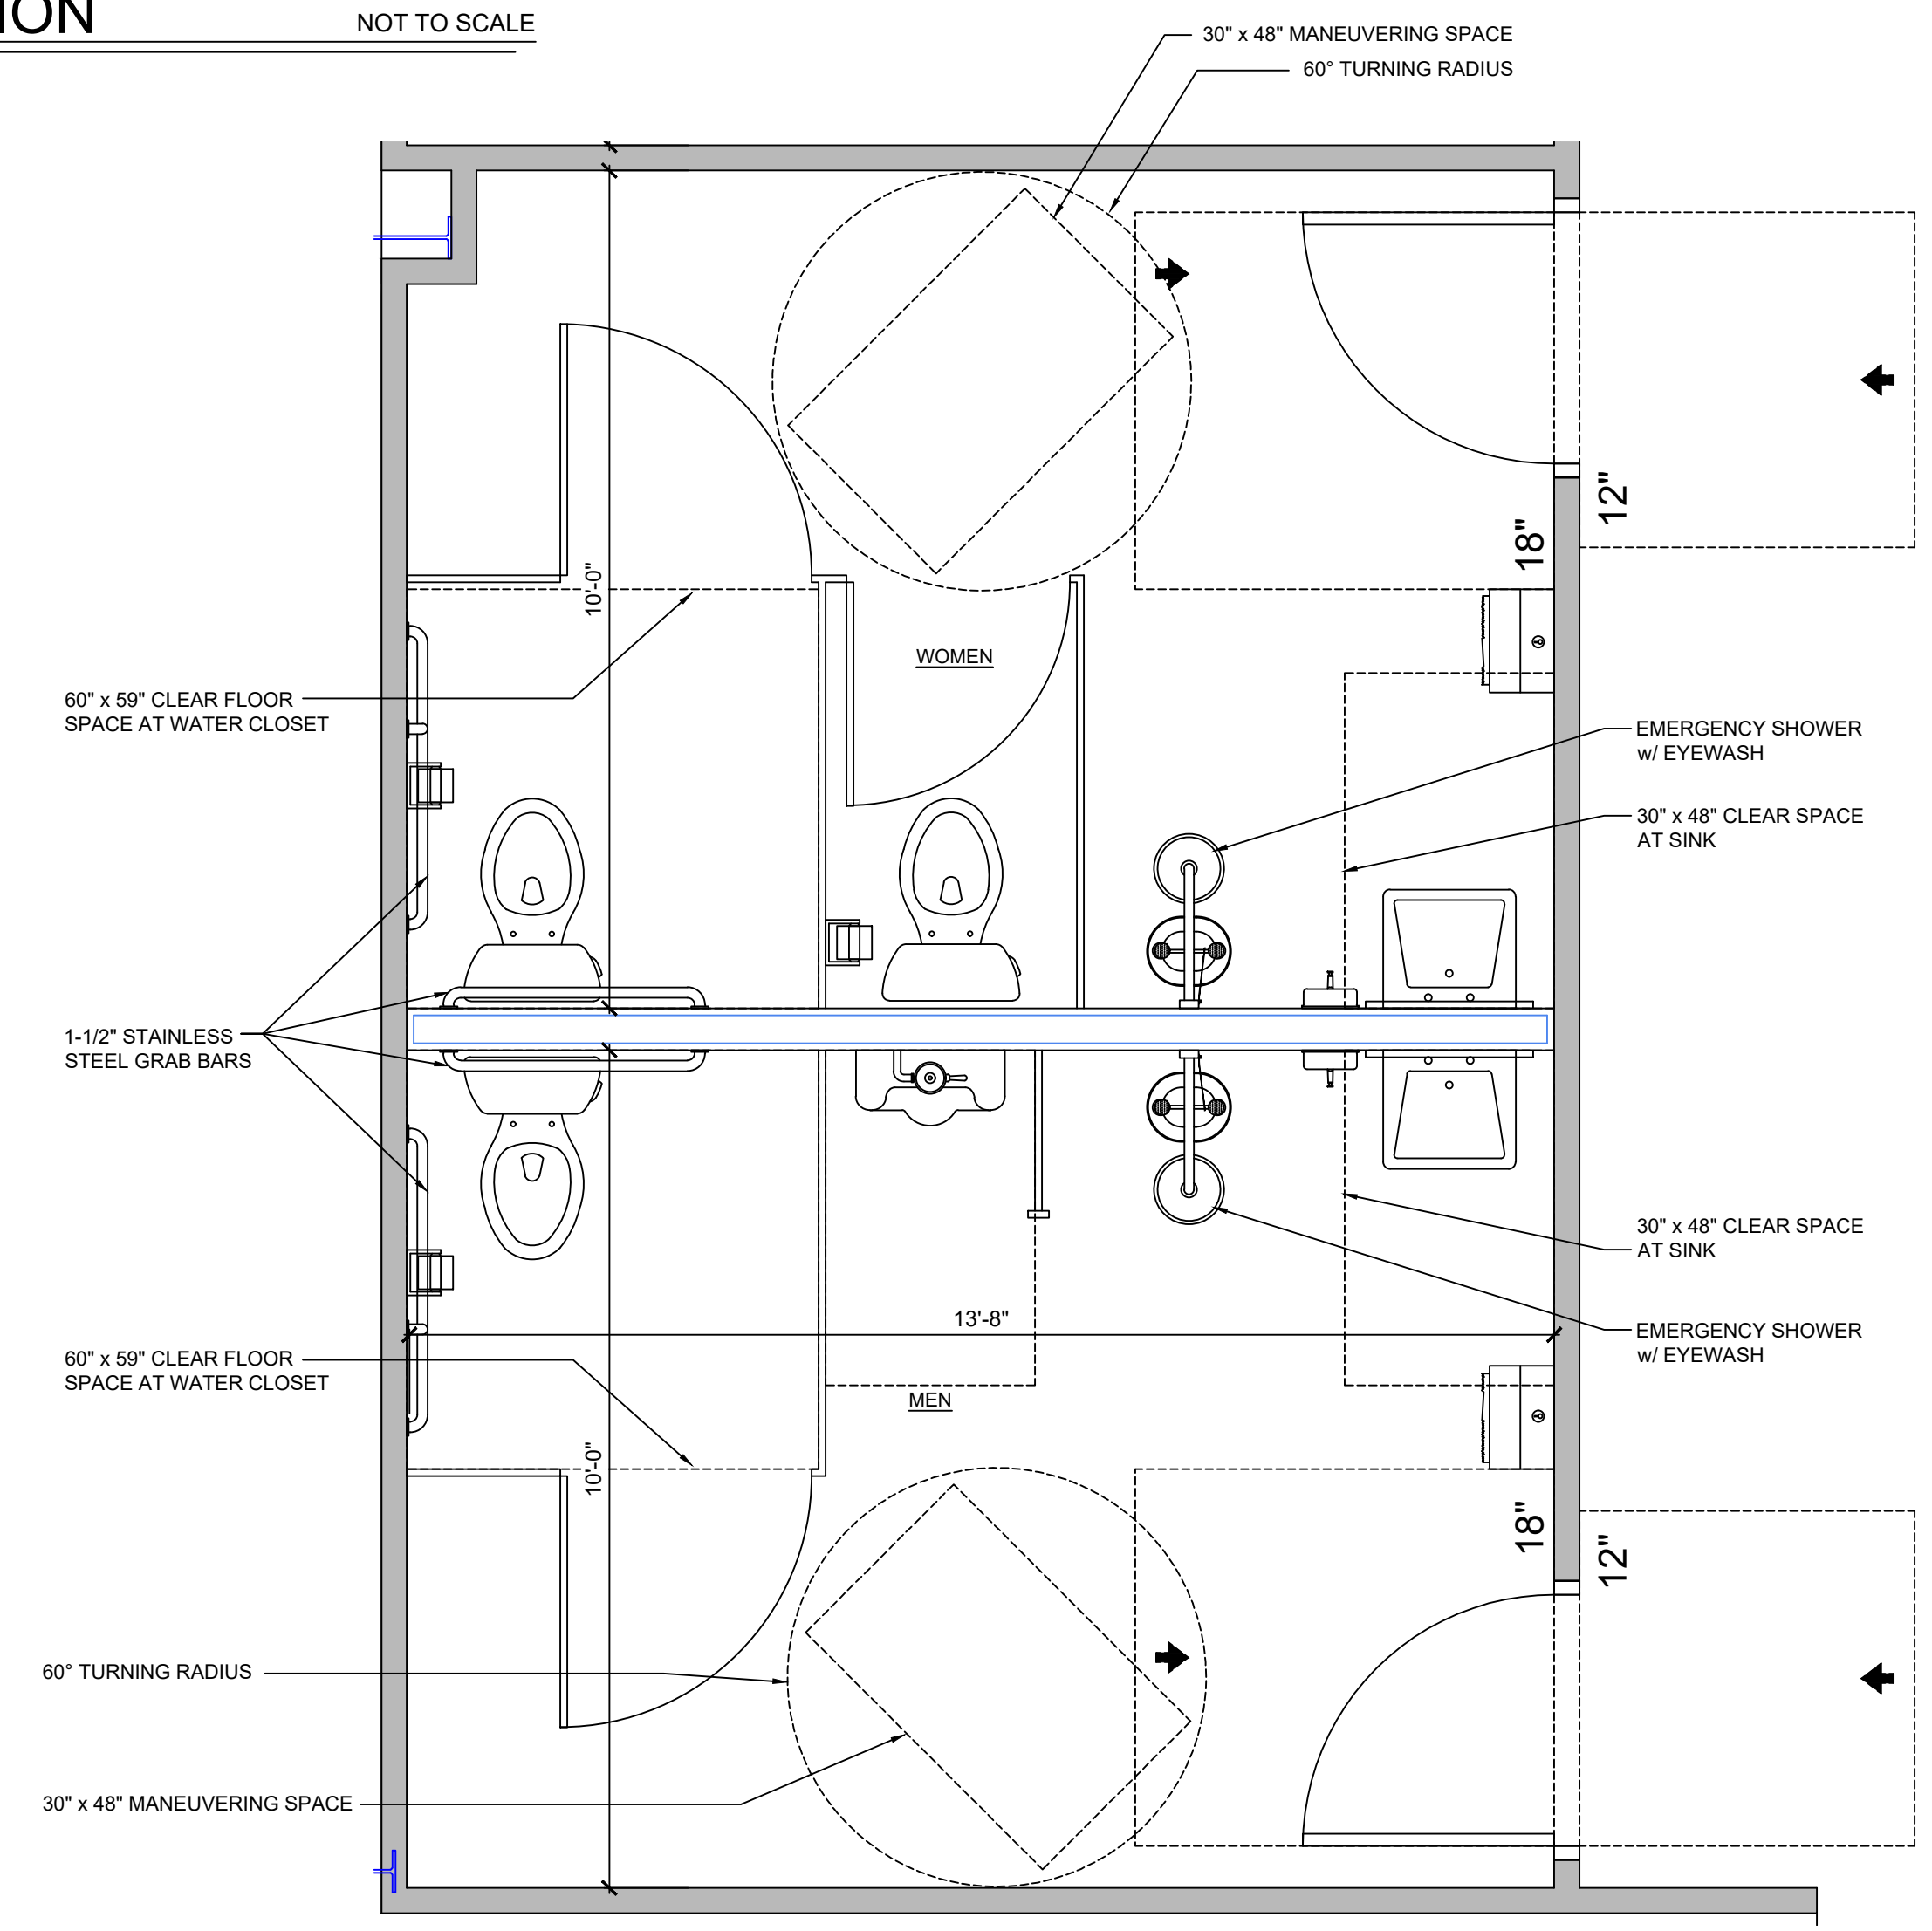 ION
NOT TO SCALE
30" x 48" MANEUVERING SPACE
60° TURNING RADIUS
12"
18"
10'-0"
WOMEN
60" x 59" CLEAR FLOOR
SPACE AT WATER CLOSET
EMERGENCY SHOWER
w/ EYEWASH
30" x 48" CLEAR SPACE
AT SINK
1-1/2" STAINLESS
STEEL GRAB BARS
30" x 48" CLEAR SPACE
AT SINK
13'-8"
EMERGENCY SHOWER
w/ EYEWASH
60" x 59" CLEAR FLOOR
SPACE AT WATER CLOSET
MEN
10'-0"
18"
12"
60° TURNING RADIUS
30" x 48" MANEUVERING SPACE